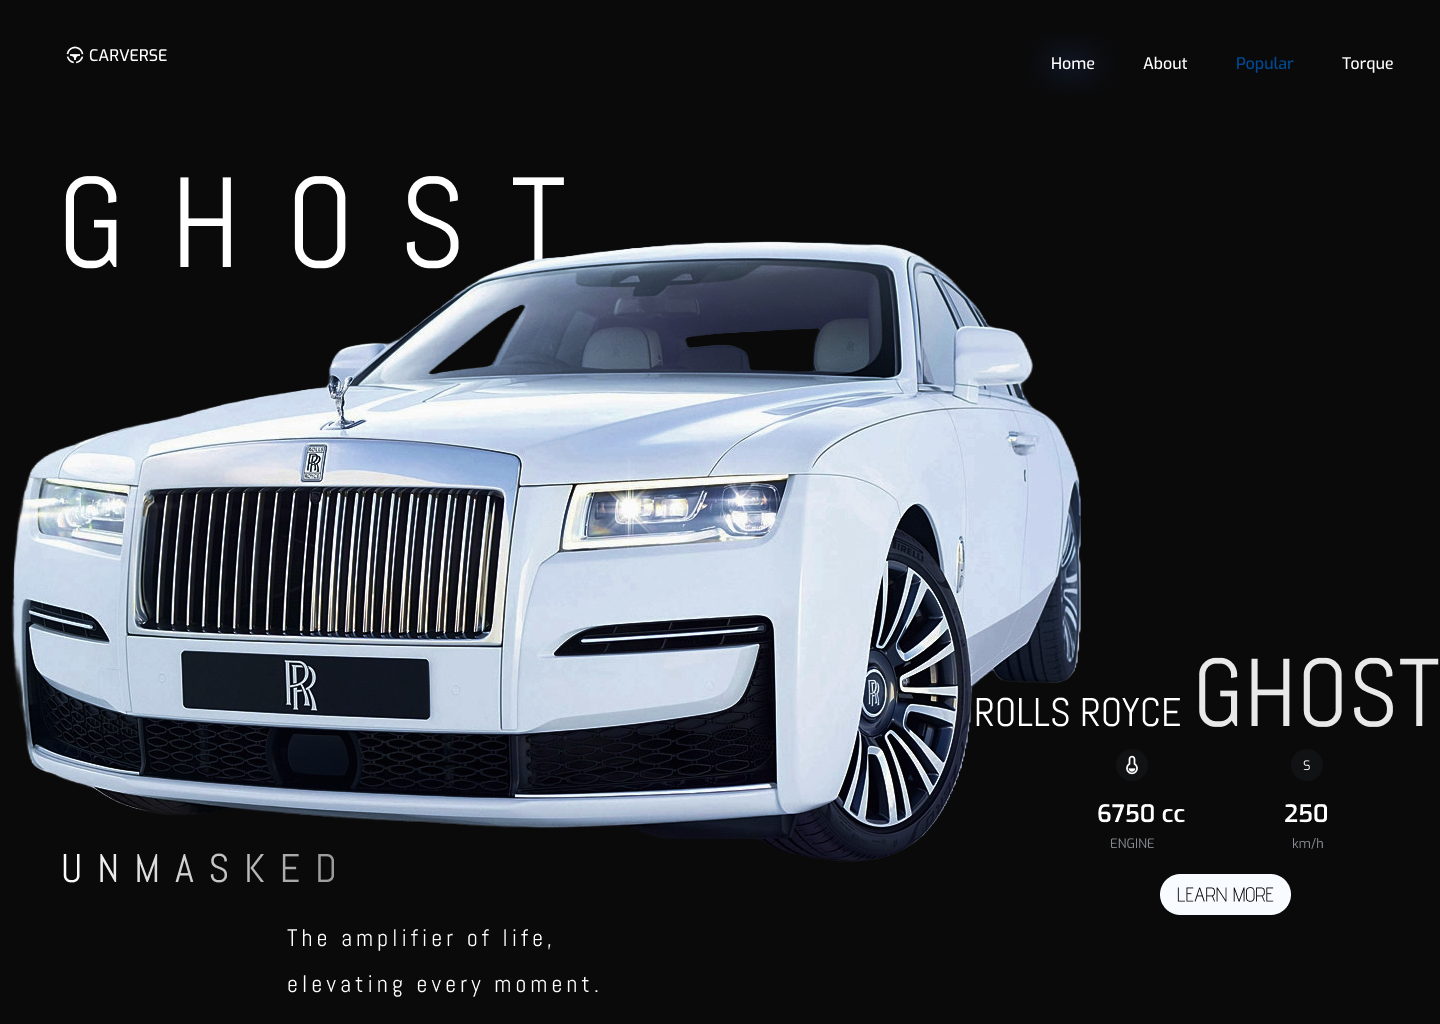 CARVERSE
Home About Popular Torque
GHOST
ROLLS ROYCE GHOST
S
6750 cc 250
ENGINE km/h
LEARN MORE
UNMASKED
The amplifier of life,
elevating every moment.